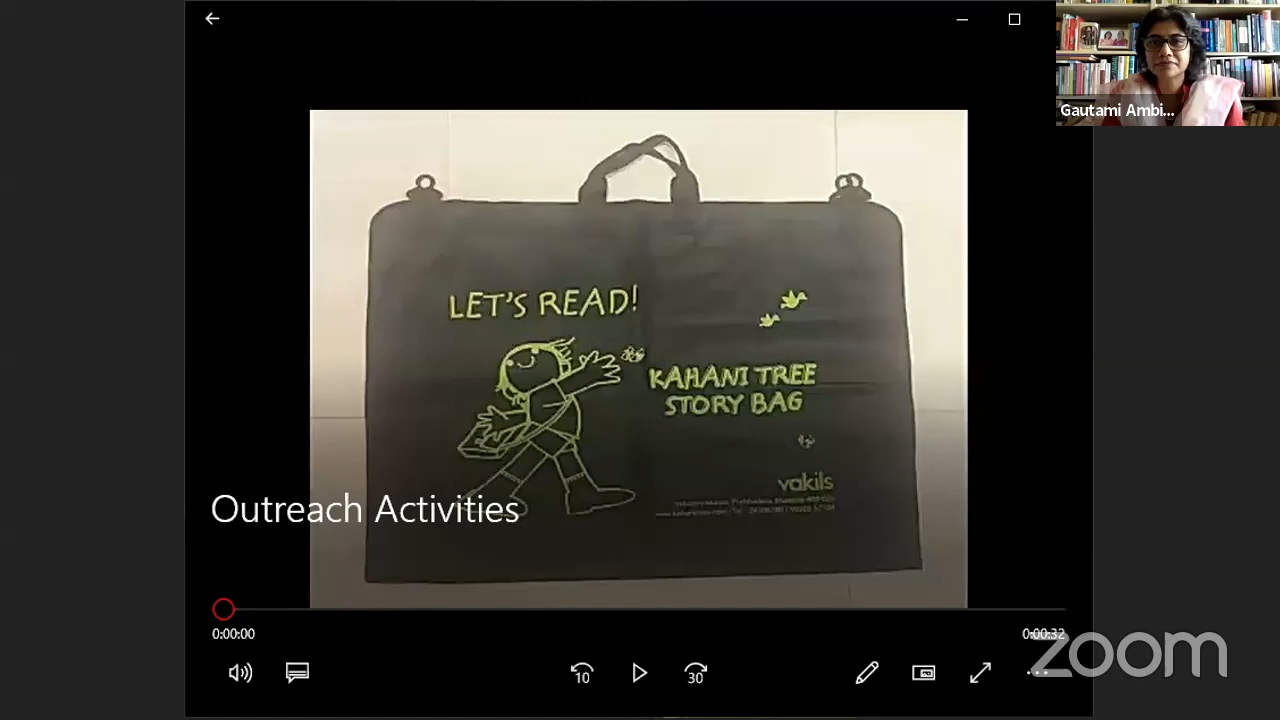 Gautami Ambi...
LET'S READ!
KAHANI TREE
STORY BAG
vakils
Outreach Activities
0:00:00
0:00:32
10
30
zoom